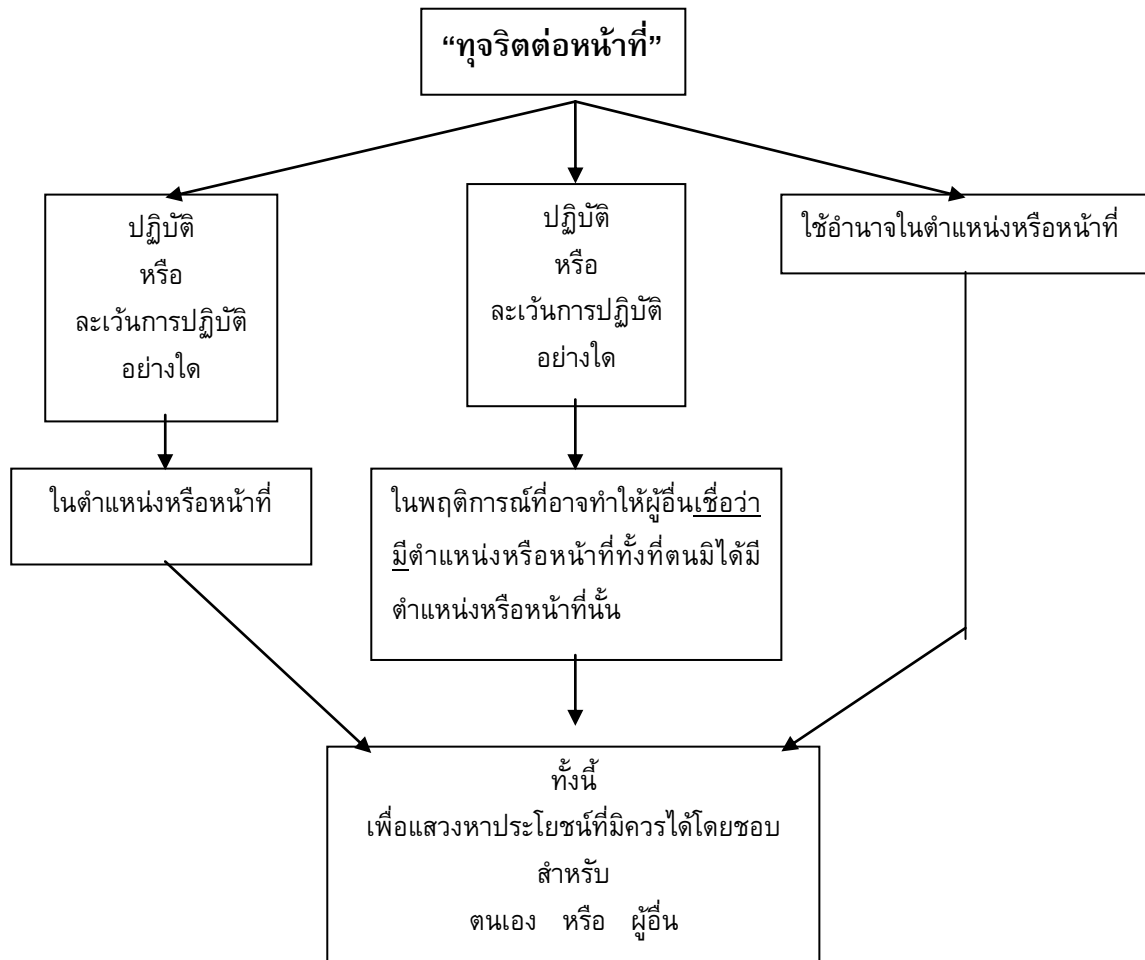 “ทุจริตต่อหน้าที่”
ปฏิบัติ
หรือ
ละเว้นการปฏิบัติ
อย่างใด
ในตำแหน่งหรือหน้าที่
ปฏิบัติ
หรือ
ละเว้นการปฏิบัติ
อย่างใด
ในพฤติการณ์ที่อาจทำให้ผู้อื่นเชื่อว่า
มีตำแหน่งหรือหน้าที่ทั้งที่ตนมิได้มี
ตำแหน่งหรือหน้าที่นั้น
ใช้อำนาจในตำแหน่งหรือหน้าที่
ทั้งนี้
เพื่อแสวงหาประโยชน์ที่มิควรได้โดยชอบ
สำหรับ
ตนเอง หรือ ผู้อื่น